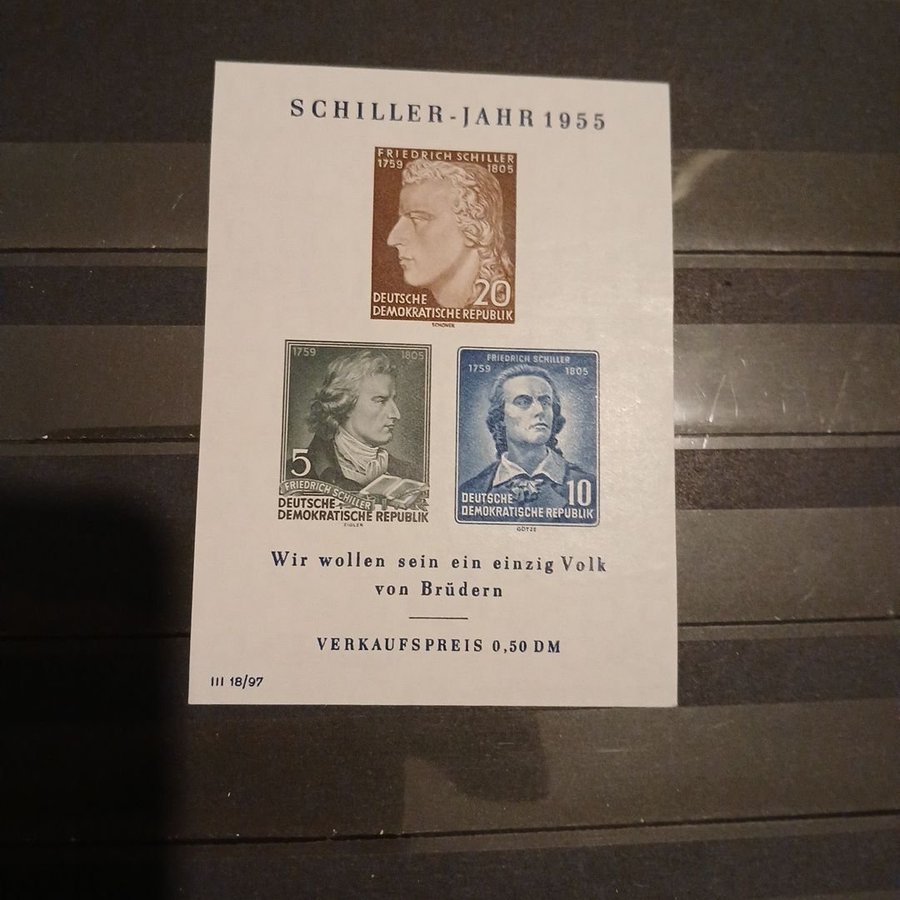 SCHILLER-JAHR 1955
FRIEDRICH SCHILLER
1759 1805
20
DEUTSCHE
DEMOKRATISCHE REPUBLIK
1759 1805
5
FRIEDRICH SCHILLER
DEUTSCHE
DEMOKRATISCHE REPUBLIK
FRIEDRICH SCHILLER
1759 1805
DEUTSCHE 10
DEMOKRATISCHE REPUBLIK
GÖTZE
Wir wollen sein ein einzig Volk
von Brüdern
VERKAUFSPREIS 0,50 DM
III 18/97